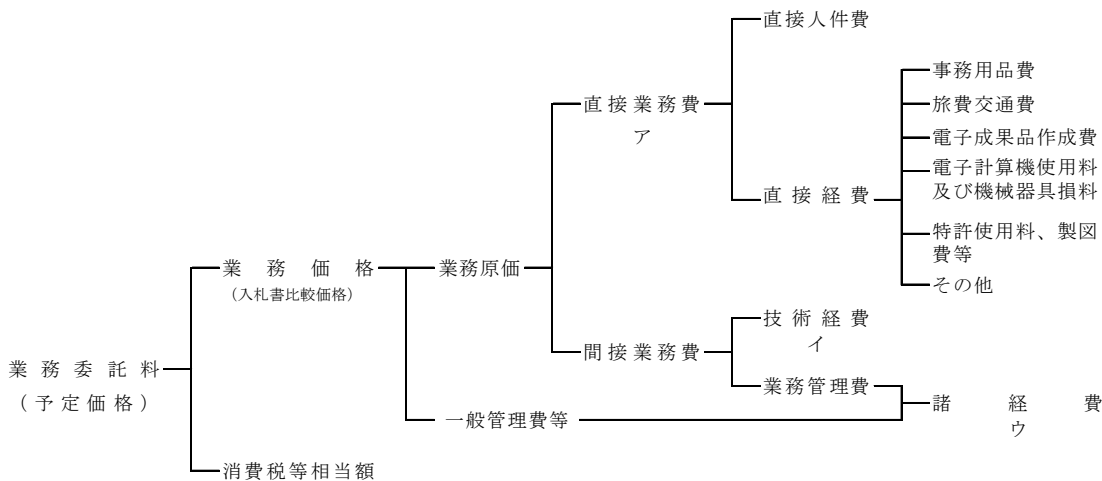 直接人件費
事務用品費
直接業務費
旅費交通費
ア
電子成果品作成費
電子計算機使用料
及び機械器具損料
直接経費
特許使用料、製図
費等
業務価格
業務原価
(入札書比較価格)
その他
技術経費
イ
間接業務費
業務委託料
(予定価格)
業務管理費
諸経費
ウ
一般管理費等
消費税等相当額